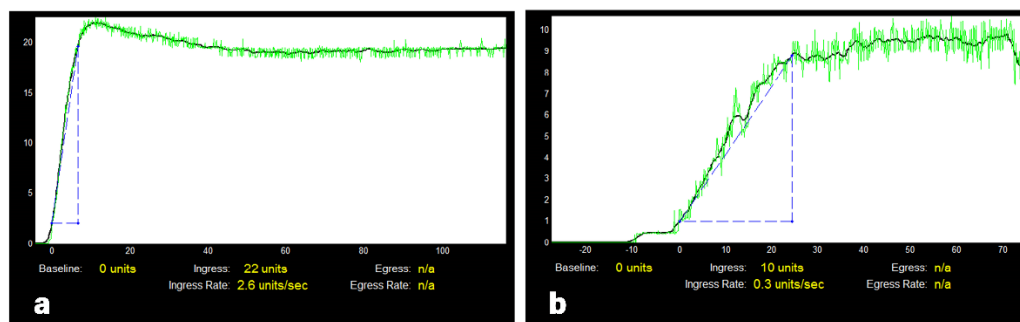 20
15
10
5
0
0 20 40 60 80 100
Baseline: 0 units Ingress: 22 units Egress: n/a
Ingress Rate: 2.6 units/sec Egress Rate: n/a
a
10
9
8
7
6
5
4
3
2
1
0
-20 -10 0 10 20 30 40 50 60 70
Baseline: 0 units Ingress: 10 units Egress: n/a
Ingress Rate: 0.3 units/sec Egress Rate: n/a
b